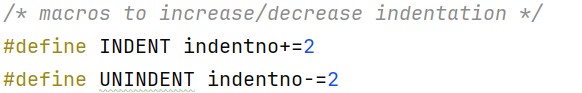 /* macros to increase/decrease indentation */
#define INDENT indentno+=2
#define UNINDENT indentno-=2